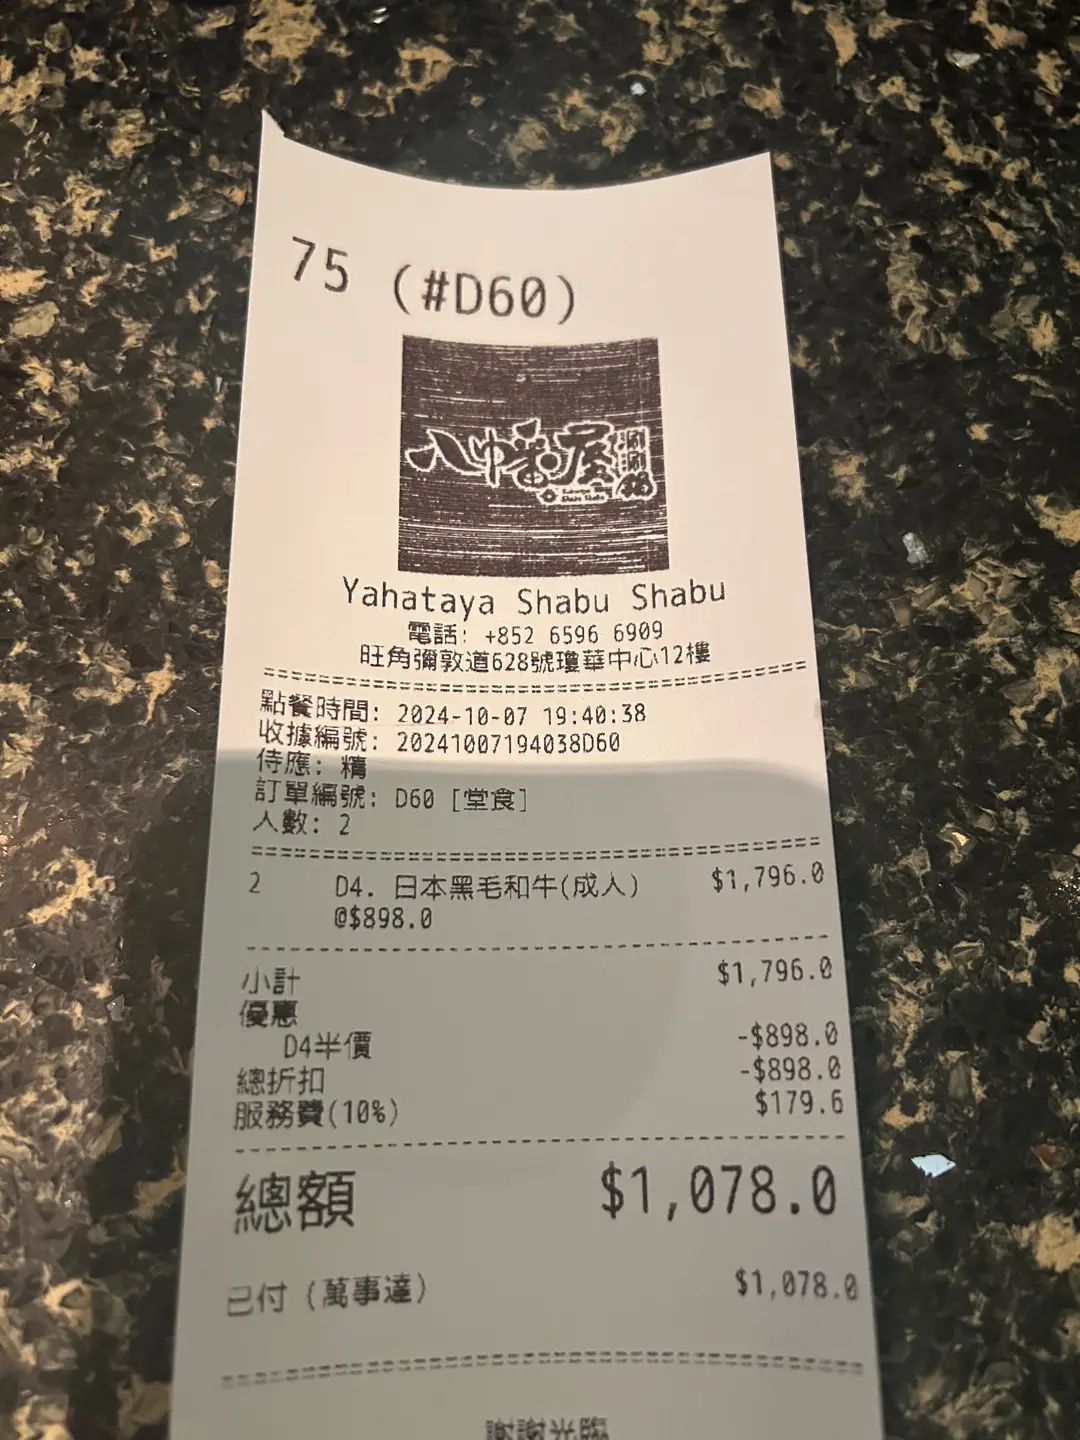 75 (#D60)
八巾番屋
涮涮鍋
Yahataya Shabu Shabu
電話: +852 6596 6909
旺角彌敦道628號瓊華中心12樓
點餐時間: 2024-10-07 19:40:38
收據編號: 20241007194038D60
侍應: 精
訂單編號: D60 [堂食]
人數: 2
2 D4. 日本黑毛和牛(成人) $1,796.0
@$898.0
小計 $1,796.0
優惠
D4半價 -$898.0
總折扣 -$898.0
服務費(10%) $179.6
總額 $1,078.0
已付 (萬事達) $1,078.0
謝謝光臨